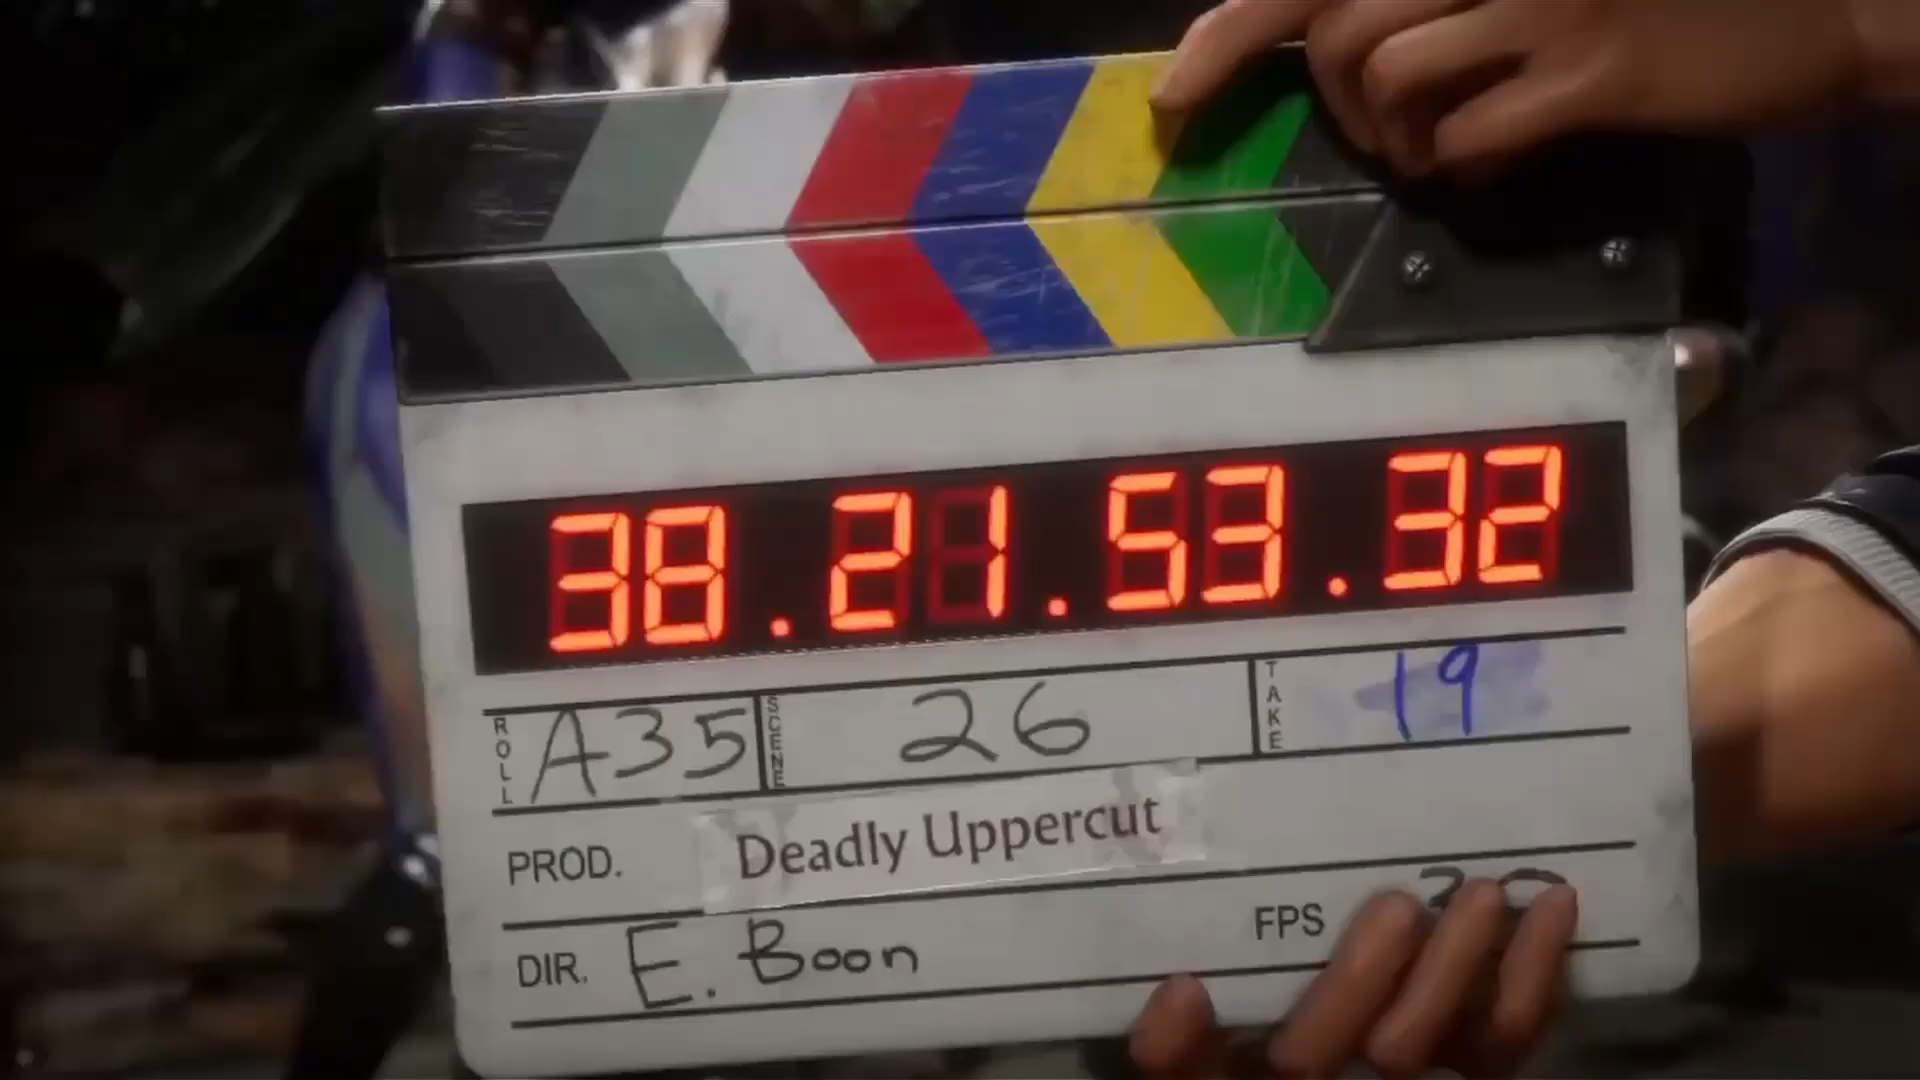 38.21.53.32
ROLL A35 SCENE 26 TAKE 19
PROD. Deadly Uppercut
DIR. E. Boon FPS